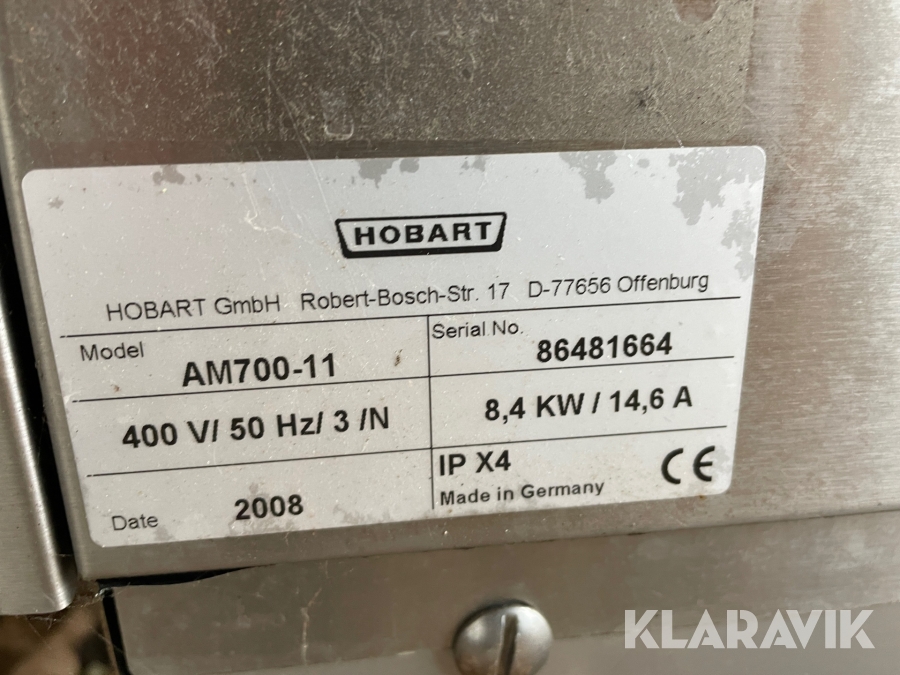 HOBART
HOBART GmbH Robert-Bosch-Str. 17 D-77656 Offenburg
Model AM700-11
Serial No. 86481664
400 V/ 50 Hz/ 3 /N
8,4 KW / 14,6 A
Date 2008
IP X4
Made in Germany
CE
KLARAVIK